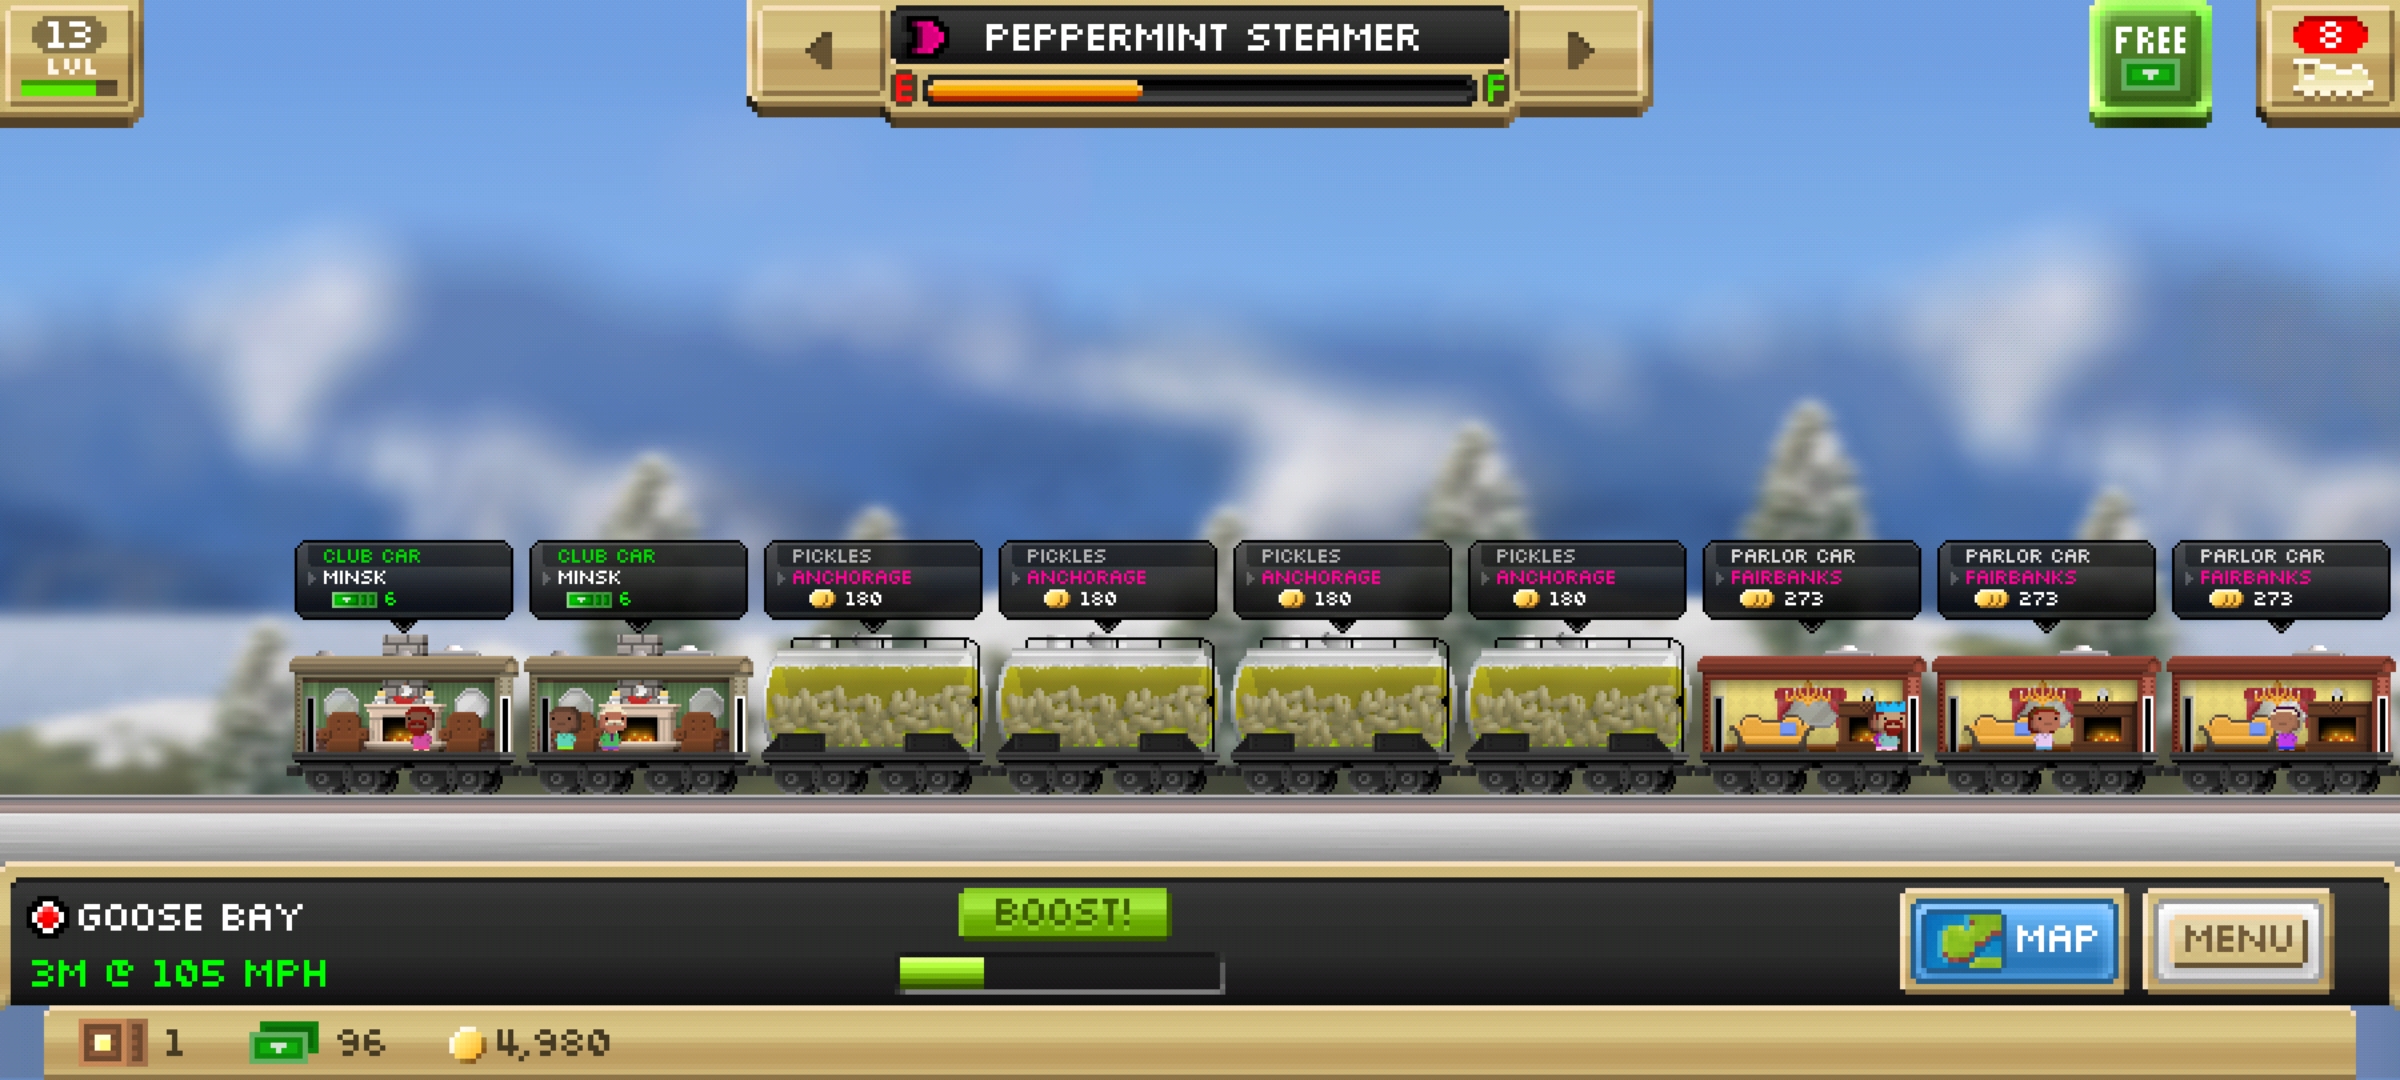 13
LVL
PEPPERMINT STEAMER
E F
FREE
8
CLUB CAR
MINSK
6
CLUB CAR
MINSK
6
PICKLES
ANCHORAGE
180
PICKLES
ANCHORAGE
180
PICKLES
ANCHORAGE
180
PICKLES
ANCHORAGE
180
PARLOR CAR
FAIRBANKS
273
PARLOR CAR
FAIRBANKS
273
PARLOR CAR
FAIRBANKS
273
GOOSE BAY
3M @ 105 MPH
BOOST!
MAP
MENU
1 96 4,980